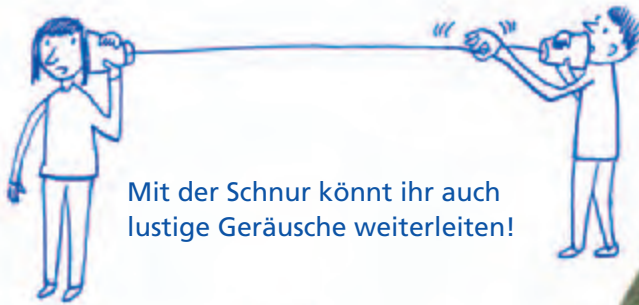 Mit der Schnur könnt ihr auch
lustige Geräusche weiterleiten!